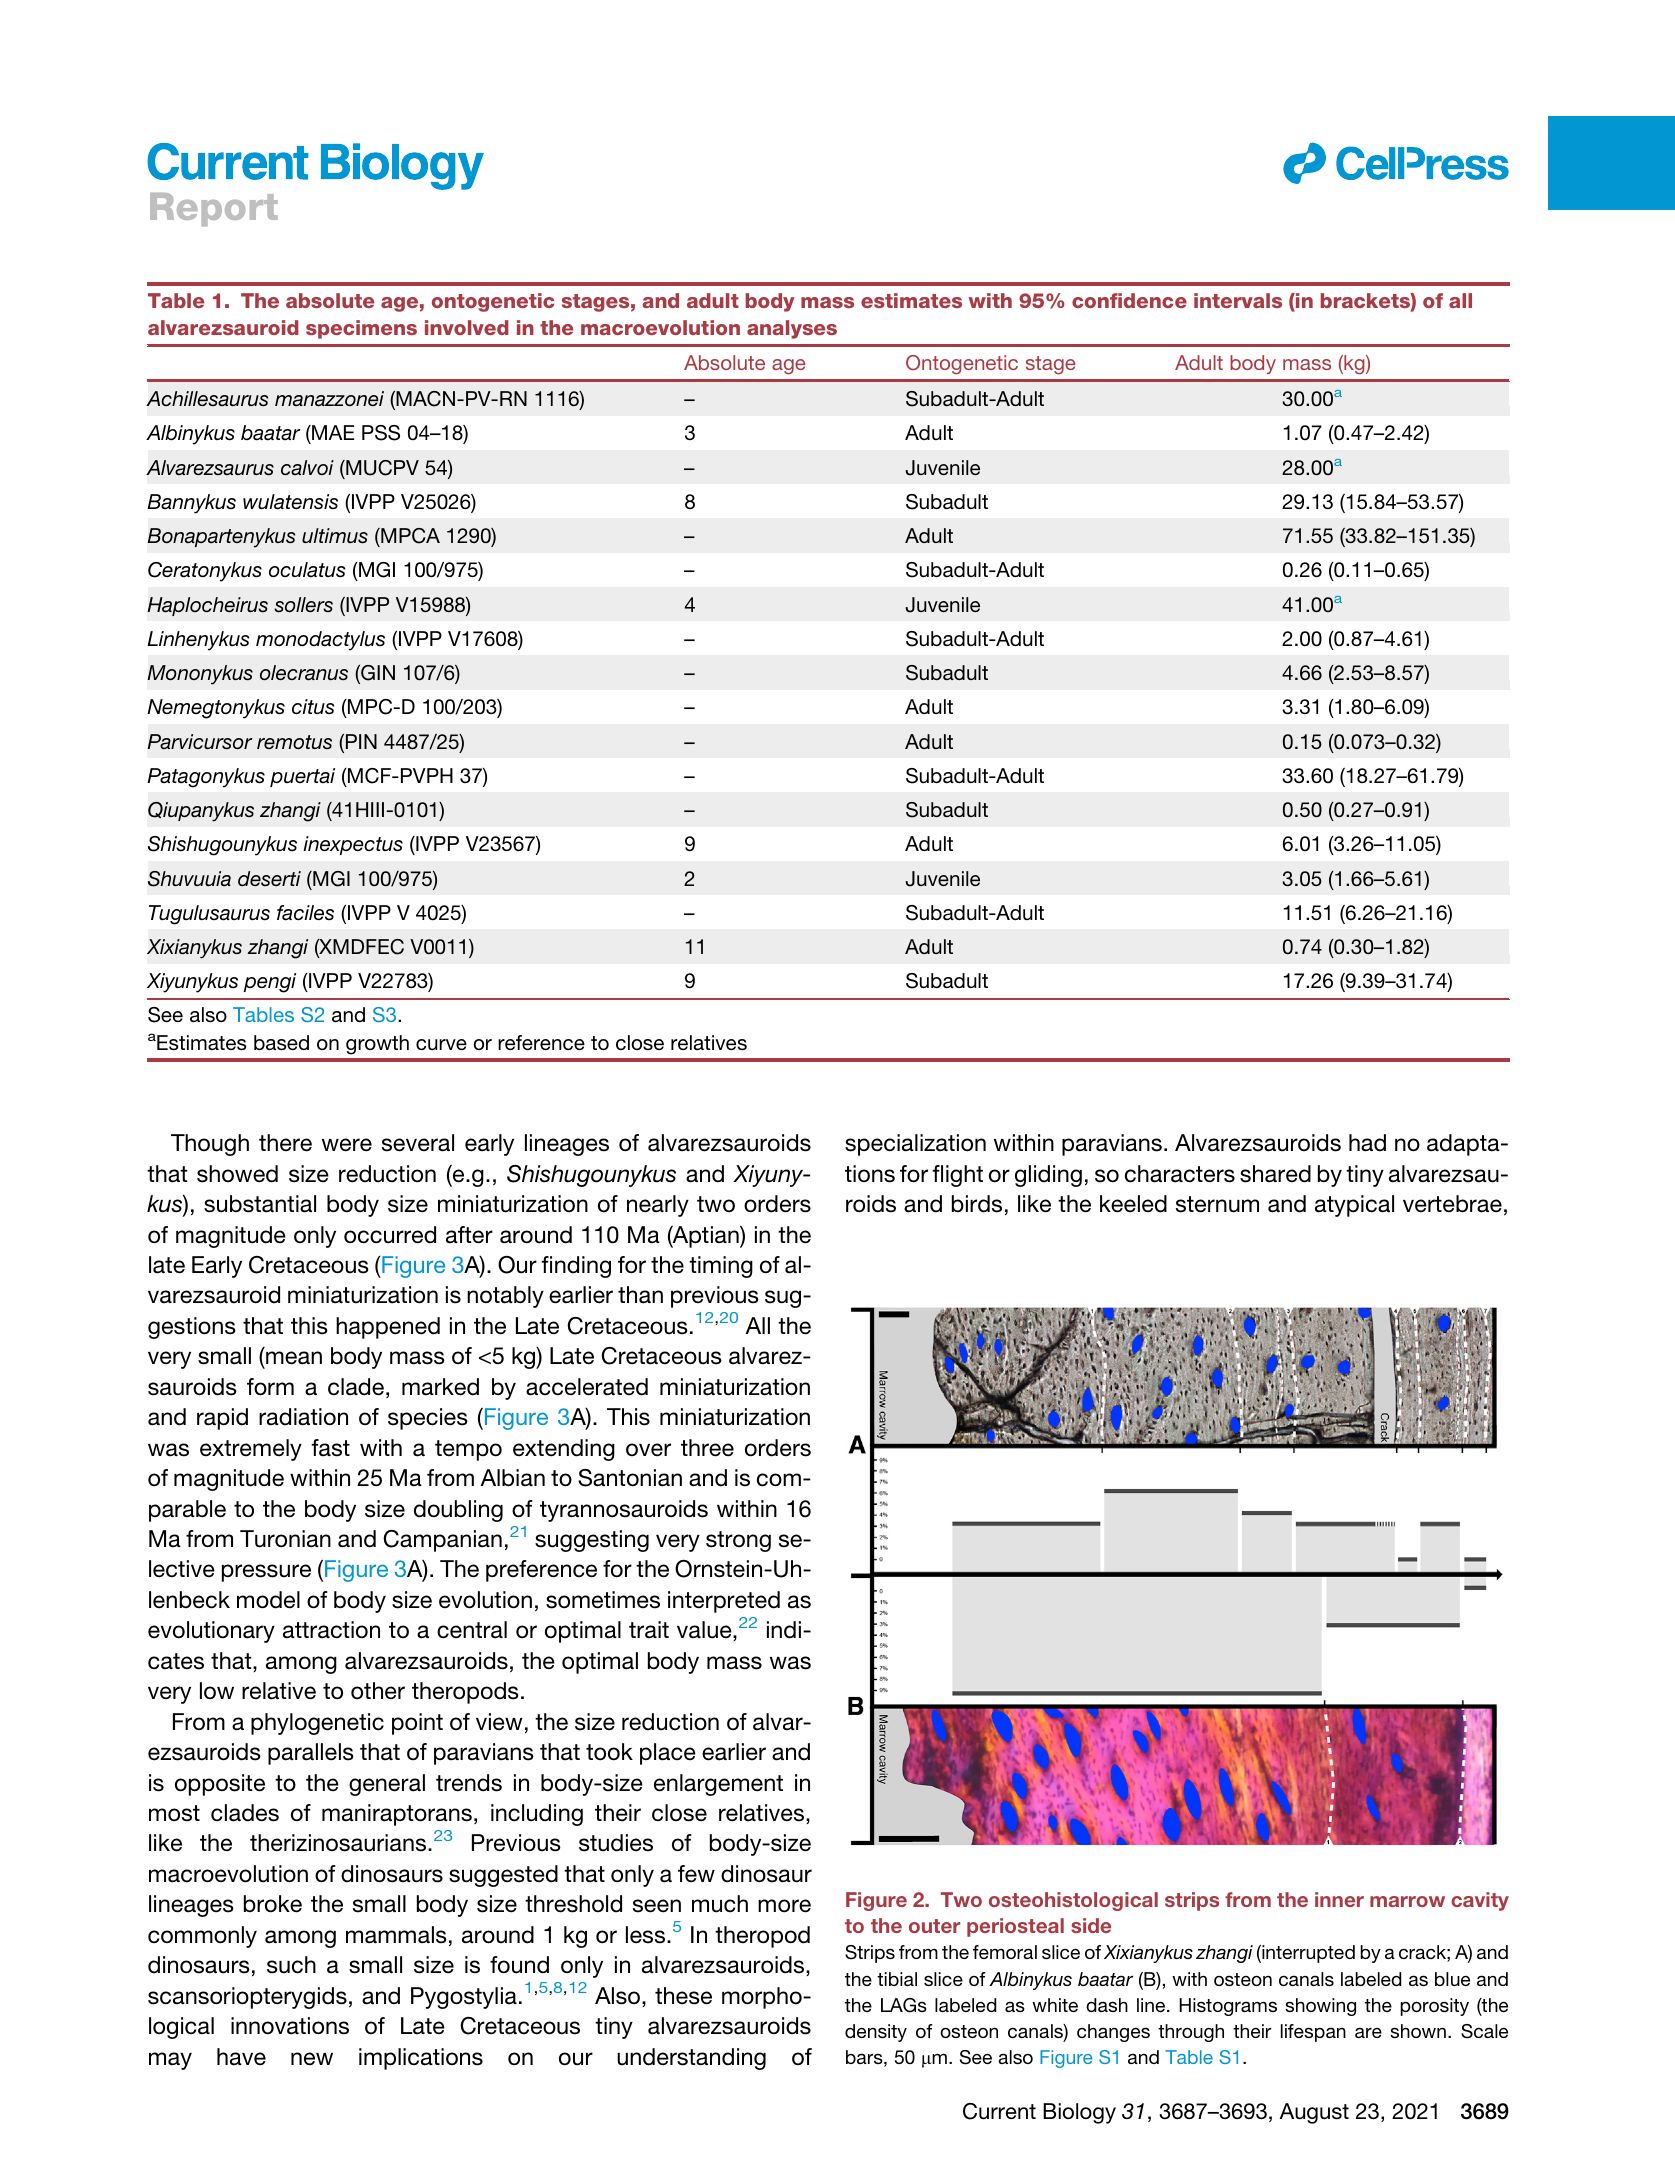 Current Biology
Report
CellPress
Table 1. The absolute age, ontogenetic stages, and adult body mass estimates with 95% confidence intervals (in brackets) of all
alvarezsauroid specimens involved in the macroevolution analyses
Absolute age Ontogenetic stage Adult body mass (kg)
Achillesaurus manazzonei (MACN-PV-RN 1116) – Subadult-Adult 30.00a
Albinykus baatar (MAE PSS 04–18) 3 Adult 1.07 (0.47–2.42)
Alvarezsaurus calvoi (MUCPV 54) – Juvenile 28.00a
Bannykus wulatensis (IVPP V25026) 8 Subadult 29.13 (15.84–53.57)
Bonapartenykus ultimus (MPCA 1290) – Adult 71.55 (33.82–151.35)
Ceratonykus oculatus (MGI 100/975) – Subadult-Adult 0.26 (0.11–0.65)
Haplocheirus sollers (IVPP V15988) 4 Juvenile 41.00a
Linhenykus monodactylus (IVPP V17608) – Subadult-Adult 2.00 (0.87–4.61)
Mononykus olecranus (GIN 107/6) – Subadult 4.66 (2.53–8.57)
Nemegtonykus citus (MPC-D 100/203) – Adult 3.31 (1.80–6.09)
Parvicursor remotus (PIN 4487/25) – Adult 0.15 (0.073–0.32)
Patagonykus puertai (MCF-PVPH 37) – Subadult-Adult 33.60 (18.27–61.79)
Qiupanykus zhangi (41HIII-0101) – Subadult 0.50 (0.27–0.91)
Shishugounykus inexpectus (IVPP V23567) 9 Adult 6.01 (3.26–11.05)
Shuvuuia deserti (MGI 100/975) 2 Juvenile 3.05 (1.66–5.61)
Tugulusaurus faciles (IVPP V 4025) – Subadult-Adult 11.51 (6.26–21.16)
Xixianykus zhangi (XMDFEC V0011) 11 Adult 0.74 (0.30–1.82)
Xiyunykus pengi (IVPP V22783) 9 Subadult 17.26 (9.39–31.74)
See also Tables S2 and S3.
aEstimates based on growth curve or reference to close relatives
Though there were several early lineages of alvarezsauroids
that showed size reduction (e.g., Shishugounykus and Xiyuny-
kus), substantial body size miniaturization of nearly two orders
of magnitude only occurred after around 110 Ma (Aptian) in the
late Early Cretaceous (Figure 3A). Our finding for the timing of al-
varezsauroid miniaturization is notably earlier than previous sug-
gestions that this happened in the Late Cretaceous.12,20 All the
very small (mean body mass of <5 kg) Late Cretaceous alvarez-
sauroids form a clade, marked by accelerated miniaturization
and rapid radiation of species (Figure 3A). This miniaturization
was extremely fast with a tempo extending over three orders
of magnitude within 25 Ma from Albian to Santonian and is com-
parable to the body size doubling of tyrannosauroids within 16
Ma from Turonian and Campanian,21 suggesting very strong se-
lective pressure (Figure 3A). The preference for the Ornstein-Uh-
lenbeck model of body size evolution, sometimes interpreted as
evolutionary attraction to a central or optimal trait value,22 indi-
cates that, among alvarezsauroids, the optimal body mass was
very low relative to other theropods.
From a phylogenetic point of view, the size reduction of alvar-
ezsauroids parallels that of paravians that took place earlier and
is opposite to the general trends in body-size enlargement in
most clades of maniraptorans, including their close relatives,
like the therizinosaurians.23 Previous studies of body-size
macroevolution of dinosaurs suggested that only a few dinosaur
lineages broke the small body size threshold seen much more
commonly among mammals, around 1 kg or less.5 In theropod
dinosaurs, such a small size is found only in alvarezsauroids,
scansoriopterygids, and Pygostylia.1,5,8,12 Also, these morpho-
logical innovations of Late Cretaceous tiny alvarezsauroids
may have new implications on our understanding of
specialization within paravians. Alvarezsauroids had no adapta-
tions for flight or gliding, so characters shared by tiny alvarezsau-
roids and birds, like the keeled sternum and atypical vertebrae,
Marrow cavity
Crack
A
9%
8%
7%
6%
5%
4%
3%
2%
1%
0
0
1%
2%
3%
4%
5%
6%
7%
8%
9%
B
Marrow cavity
Figure 2. Two osteohistological strips from the inner marrow cavity
to the outer periosteal side
Strips from the femoral slice of Xixianykus zhangi (interrupted by a crack; A) and
the tibial slice of Albinykus baatar (B), with osteon canals labeled as blue and
the LAGs labeled as white dash line. Histograms showing the porosity (the
density of osteon canals) changes through their lifespan are shown. Scale
bars, 50 μm. See also Figure S1 and Table S1.
Current Biology 31, 3687–3693, August 23, 2021 3689